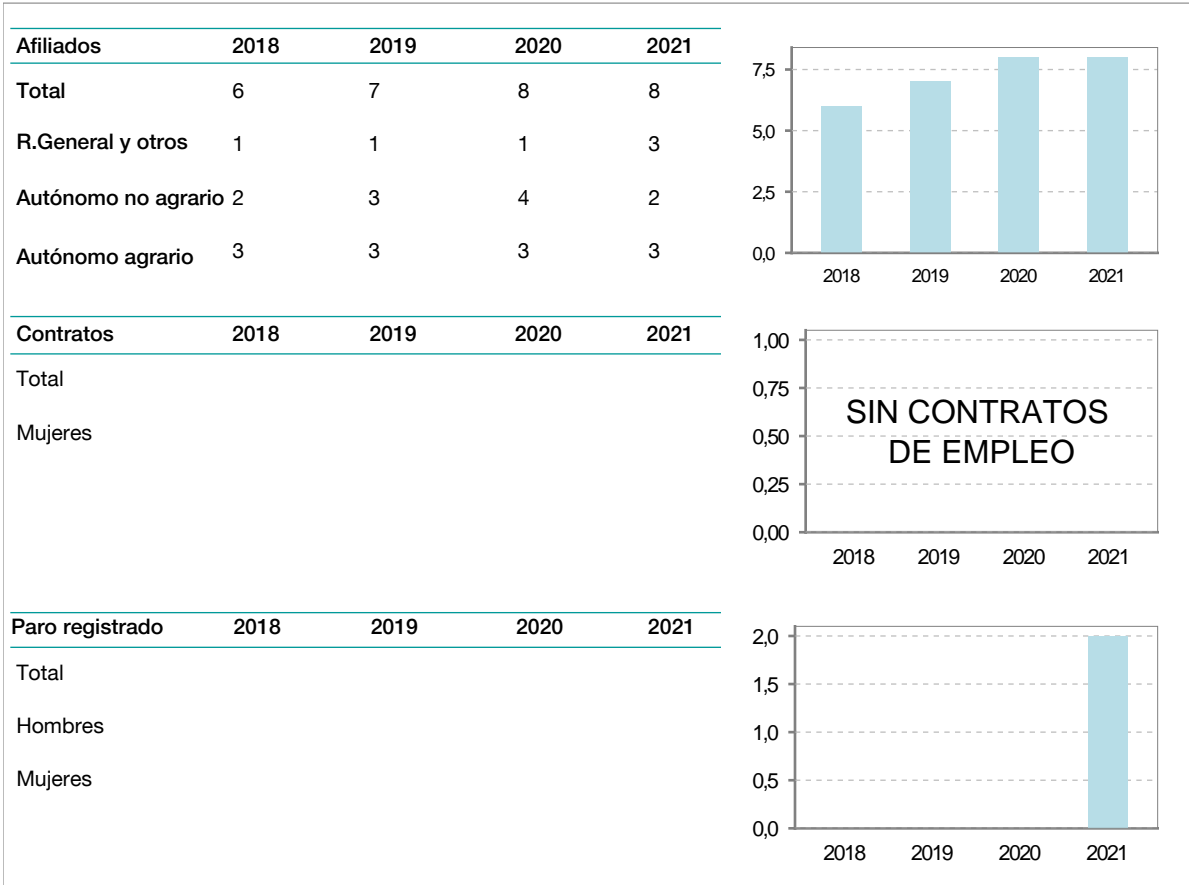 Afiliados 2018 2019 2020 2021
Total 6 7 8 8
R.General y otros 1 1 1 3
Autónomo no agrario 2 3 4 2
Autónomo agrario 3 3 3 3
7,5
5,0
2,5
0,0
2018 2019 2020 2021
Contratos 2018 2019 2020 2021
Total
Mujeres
1,00
0,75
0,50
0,25
0,00
SIN CONTRATOS
DE EMPLEO
2018 2019 2020 2021
Paro registrado 2018 2019 2020 2021
Total
Hombres
Mujeres
2,0
1,5
1,0
0,5
0,0
2018 2019 2020 2021